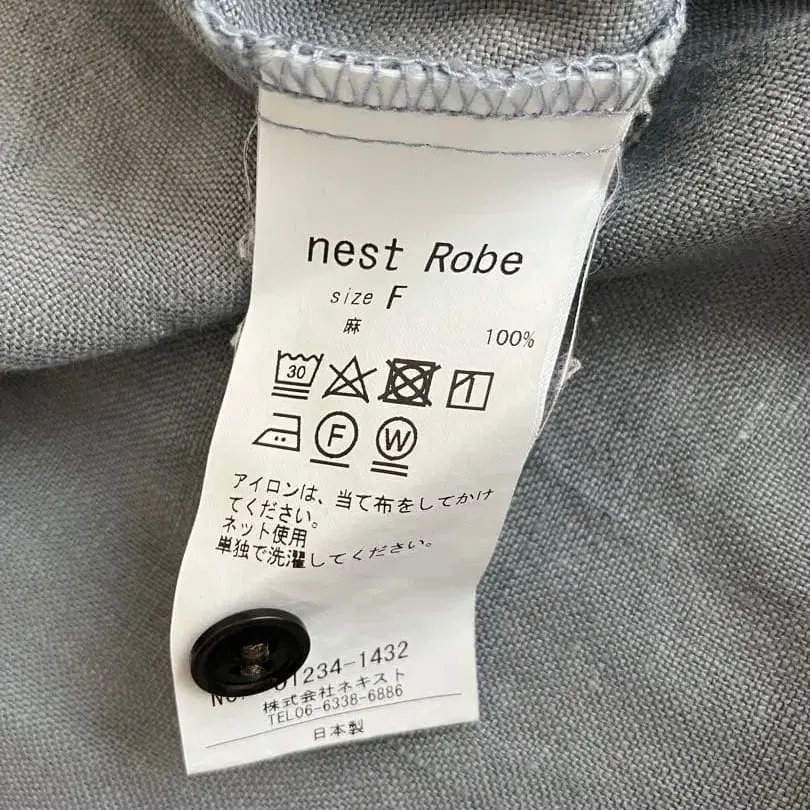 nest Robe
size F
麻 100%
30
F W
アイロンは、当て布をしてかけ
てください。
ネット使用
単独で洗濯してください。
1234-1432
株式会社ネキスト
TEL06-6338-6886
日本製